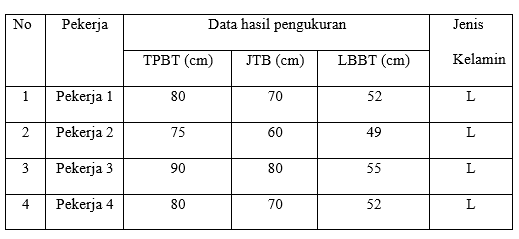 No Pekerja Data hasil pengukuran Jenis Kelamin
TPBT (cm) JTB (cm) LBBT (cm)
1 Pekerja 1 80 70 52 L
2 Pekerja 2 75 60 49 L
3 Pekerja 3 90 80 55 L
4 Pekerja 4 80 70 52 L